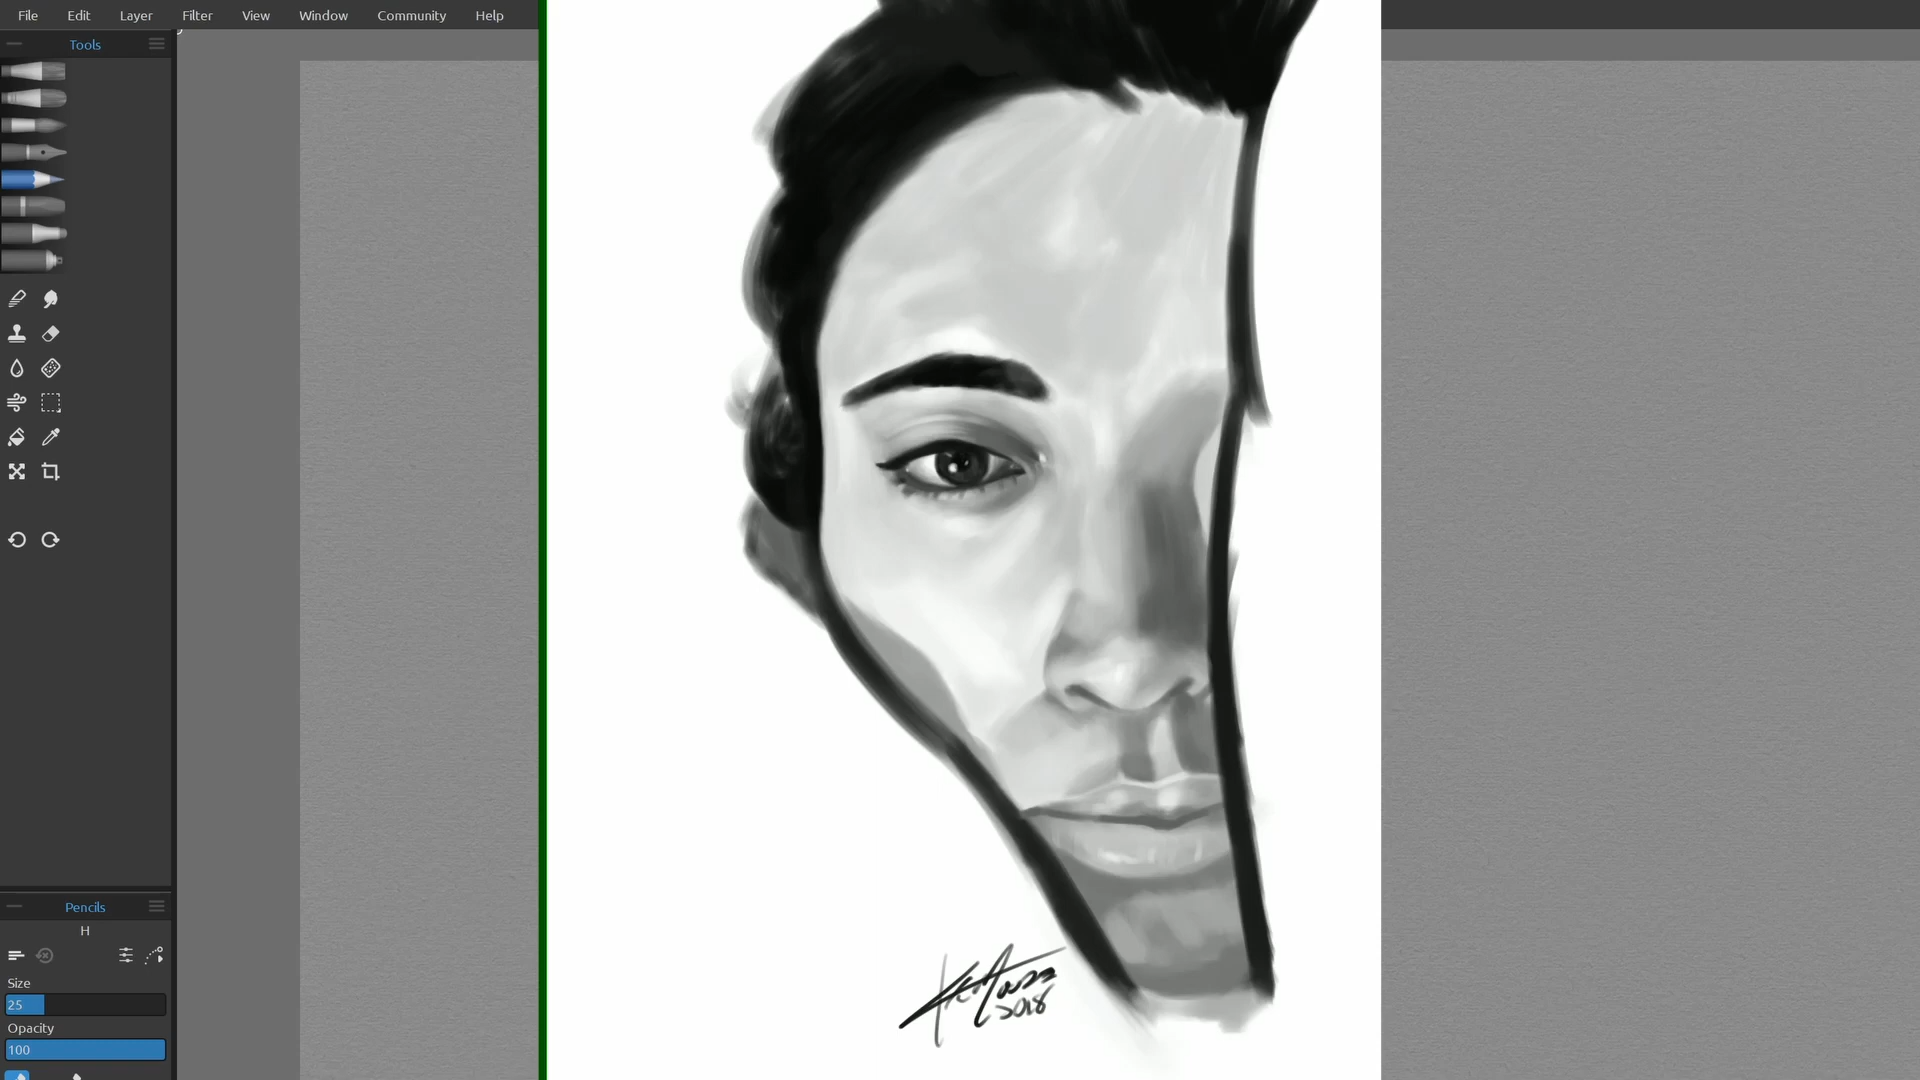 File Edit Layer Filter View Window Community Help
Tools
Pencils
H
Size
25
Opacity
100
2018